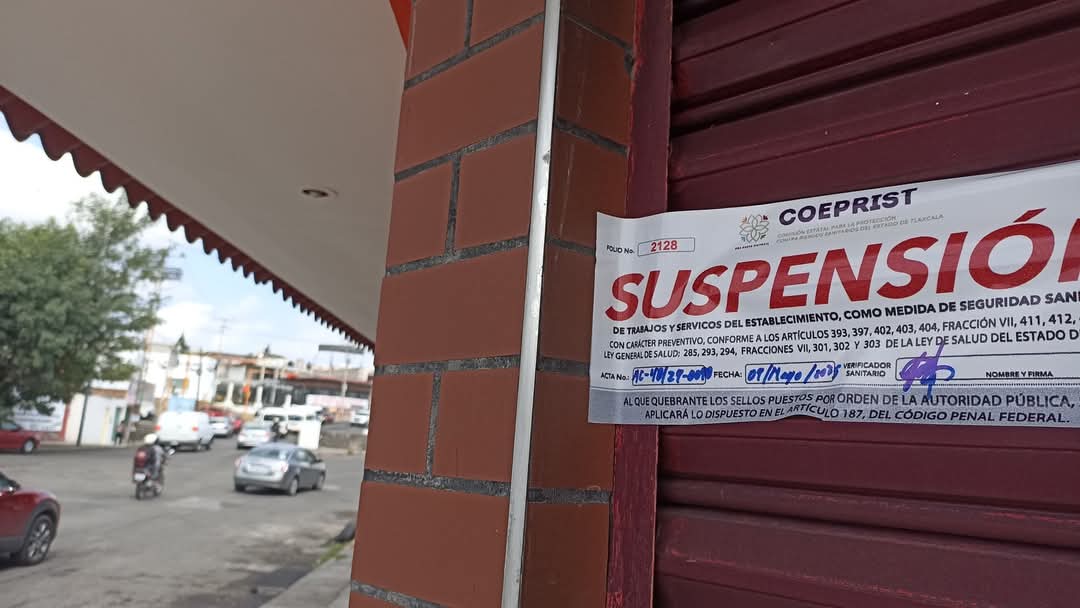 COEPRIST
COMISIÓN ESTATAL PARA LA PROTECCIÓN
CONTRA RIESGOS SANITARIOS DEL ESTADO DE TLAXCALA
FOLIO No. 2128
SUSPENSIÓN
DE TRABAJOS Y SERVICIOS DEL ESTABLECIMIENTO, COMO MEDIDA DE SEGURIDAD SANI
CON CARÁCTER PREVENTIVO, CONFORME A LOS ARTÍCULOS 393, 397, 402, 403, 404, FRACCIÓN VII, 411, 412,
LEY GENERAL DE SALUD: 285, 293, 294, FRACCIONES VII, 301, 302 Y 303 DE LA LEY DE SALUD DEL ESTADO D
ACTA No.: FECHA: 09/Mayo/2025 VERIFICADOR
SANITARIO NOMBRE Y FIRMA
AL QUE QUEBRANTE LOS SELLOS PUESTOS POR ORDEN DE LA AUTORIDAD PÚBLICA,
APLICARÁ LO DISPUESTO EN EL ARTÍCULO 187, DEL CÓDIGO PENAL FEDERAL.